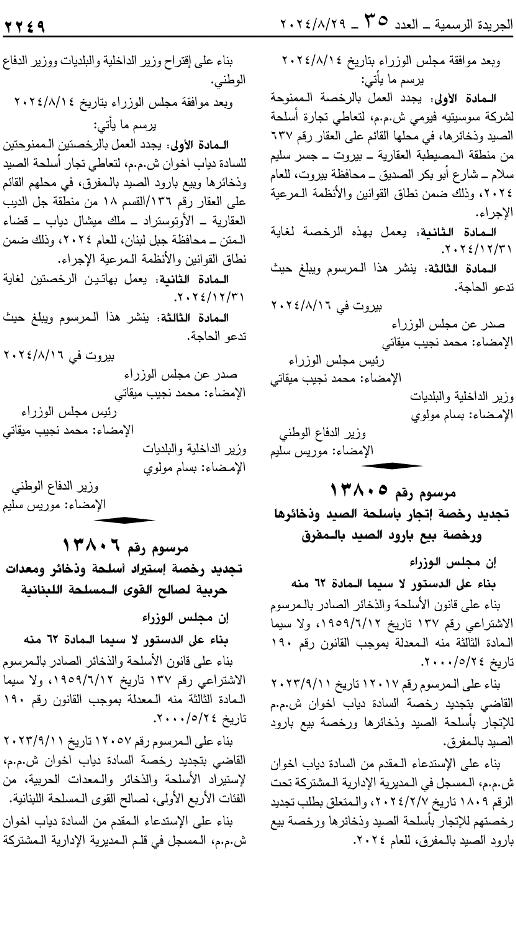 الجريدة الرسمية ــ العدد ٣٥ ــ ٢٠٢٤/٨/٢٩
٢٢٤٩
وبعد موافقة مجلس الوزراء بتاريخ ٢٠٢٤/٨/١٤
يرسم ما يأتي:
المادة الأولى: يجدد العمل بالرخصة الممنوحة
لشركة سوسيتيه فيومي ش.م.م، لتعاطي تجارة أسلحة
الصيد وذخائرها، في محلها القائم على العقار رقم ٦٣٧
من منطقة المصيطبة العقارية ــ بيروت ــ جسر سليم
سلام ــ شارع أبو بكر الصديق ــ محافظة بيروت، للعام
٢٠٢٤، وذلك ضمن نطاق القوانين والأنظمة المرعية
الإجراء.
المادة الثانية: يعمل بهذه الرخصة لغاية
٢٠٢٤/١٢/٣١.
المادة الثالثة: ينشر هذا المرسوم ويبلغ حيث
تدعو الحاجة.
بيروت في ٢٠٢٤/٨/١٦
صدر عن مجلس الوزراء
الإمضاء: محمد نجيب ميقاتي
رئيس مجلس الوزراء
الإمضاء: محمد نجيب ميقاتي
وزير الداخلية والبلديات
الإمضاء: بسام مولوي
وزير الدفاع الوطني
الإمضاء: موريس سليم
مرسوم رقم ١٣٨٠٥
تجديد رخصة إتجار بأسلحة الصيد وذخائرها
ورخصة بيع بارود الصيد بالمفرق
إن مجلس الوزراء
بناء على الدستور لا سيما المادة ٦٢ منه
بناء على قانون الأسلحة والذخائر الصادر بالمرسوم
الاشتراعي رقم ١٣٧ تاريخ ١٩٥٩/٦/١٢، ولا سيما
المادة الثالثة منه المعدلة بموجب القانون رقم ١٩٠
تاريخ ٢٠٠٠/٥/٢٤.
بناء على المرسوم رقم ١٢٠١٧ تاريخ ٢٠٢٣/٩/١١
القاضي بتجديد رخصة السادة دياب اخوان ش.م.م
للإتجار بأسلحة الصيد وذخائرها ورخصة بيع بارود
الصيد بالمفرق.
بناء على الإستدعاء المقدم من السادة دياب اخوان
ش.م.م، المسجل في المديرية الإدارية المشتركة تحت
الرقم ١٨٠٩ تاريخ ٢٠٢٤/٢/٧، والمتعلق بطلب تجديد
رخصتهم للإتجار بأسلحة الصيد وذخائرها ورخصة بيع
بارود الصيد بالمفرق، للعام ٢٠٢٤.
بناء على إقتراح وزير الداخلية والبلديات ووزير الدفاع
الوطني.
وبعد موافقة مجلس الوزراء بتاريخ ٢٠٢٤/٨/١٤
يرسم ما يأتي:
المادة الأولى: يجدد العمل بالرخصتين الممنوحتين
للسادة دياب اخوان ش.م.م، لتعاطي تجار أسلحة الصيد
وذخائرها وبيع بارود الصيد بالمفرق، في محلهم القائم
على العقار رقم ١٣٦/القسم ١٨ من منطقة جل الديب
العقارية ــ الأوتوستراد ــ ملك ميشال دياب ــ قضاء
المتن ــ محافظة جبل لبنان، للعام ٢٠٢٤، وذلك ضمن
نطاق القوانين والأنظمة المرعية الإجراء.
المادة الثانية: يعمل بهاتين الرخصتين لغاية
٢٠٢٤/١٢/٣١.
المادة الثالثة: ينشر هذا المرسوم ويبلغ حيث
تدعو الحاجة.
بيروت في ٢٠٢٤/٨/١٦
صدر عن مجلس الوزراء
الإمضاء: محمد نجيب ميقاتي
رئيس مجلس الوزراء
الإمضاء: محمد نجيب ميقاتي
وزير الداخلية والبلديات
الإمضاء: بسام مولوي
وزير الدفاع الوطني
الإمضاء: موريس سليم
مرسوم رقم ١٣٨٠٦
تجديد رخصة إستيراد أسلحة وذخائر ومعدات
حربية لصالح القوى المسلحة اللبنانية
إن مجلس الوزراء
بناء على الدستور لا سيما المادة ٦٢ منه
بناء على قانون الأسلحة والذخائر الصادر بالمرسوم
الاشتراعي رقم ١٣٧ تاريخ ١٩٥٩/٦/١٢، ولا سيما
المادة الثالثة منه المعدلة بموجب القانون رقم ١٩٠
تاريخ ٢٠٠٠/٥/٢٤.
بناء على المرسوم رقم ١٢٠٥٧ تاريخ ٢٠٢٣/٩/١١
القاضي بتجديد رخصة السادة دياب اخوان ش.م.م،
لإستيراد الأسلحة والذخائر والمعدات الحربية، من
الفئات الأربع الأولى، لصالح القوى المسلحة اللبنانية.
بناء على الإستدعاء المقدم من السادة دياب اخوان
ش.م.م، المسجل في قلم المديرية الإدارية المشتركة